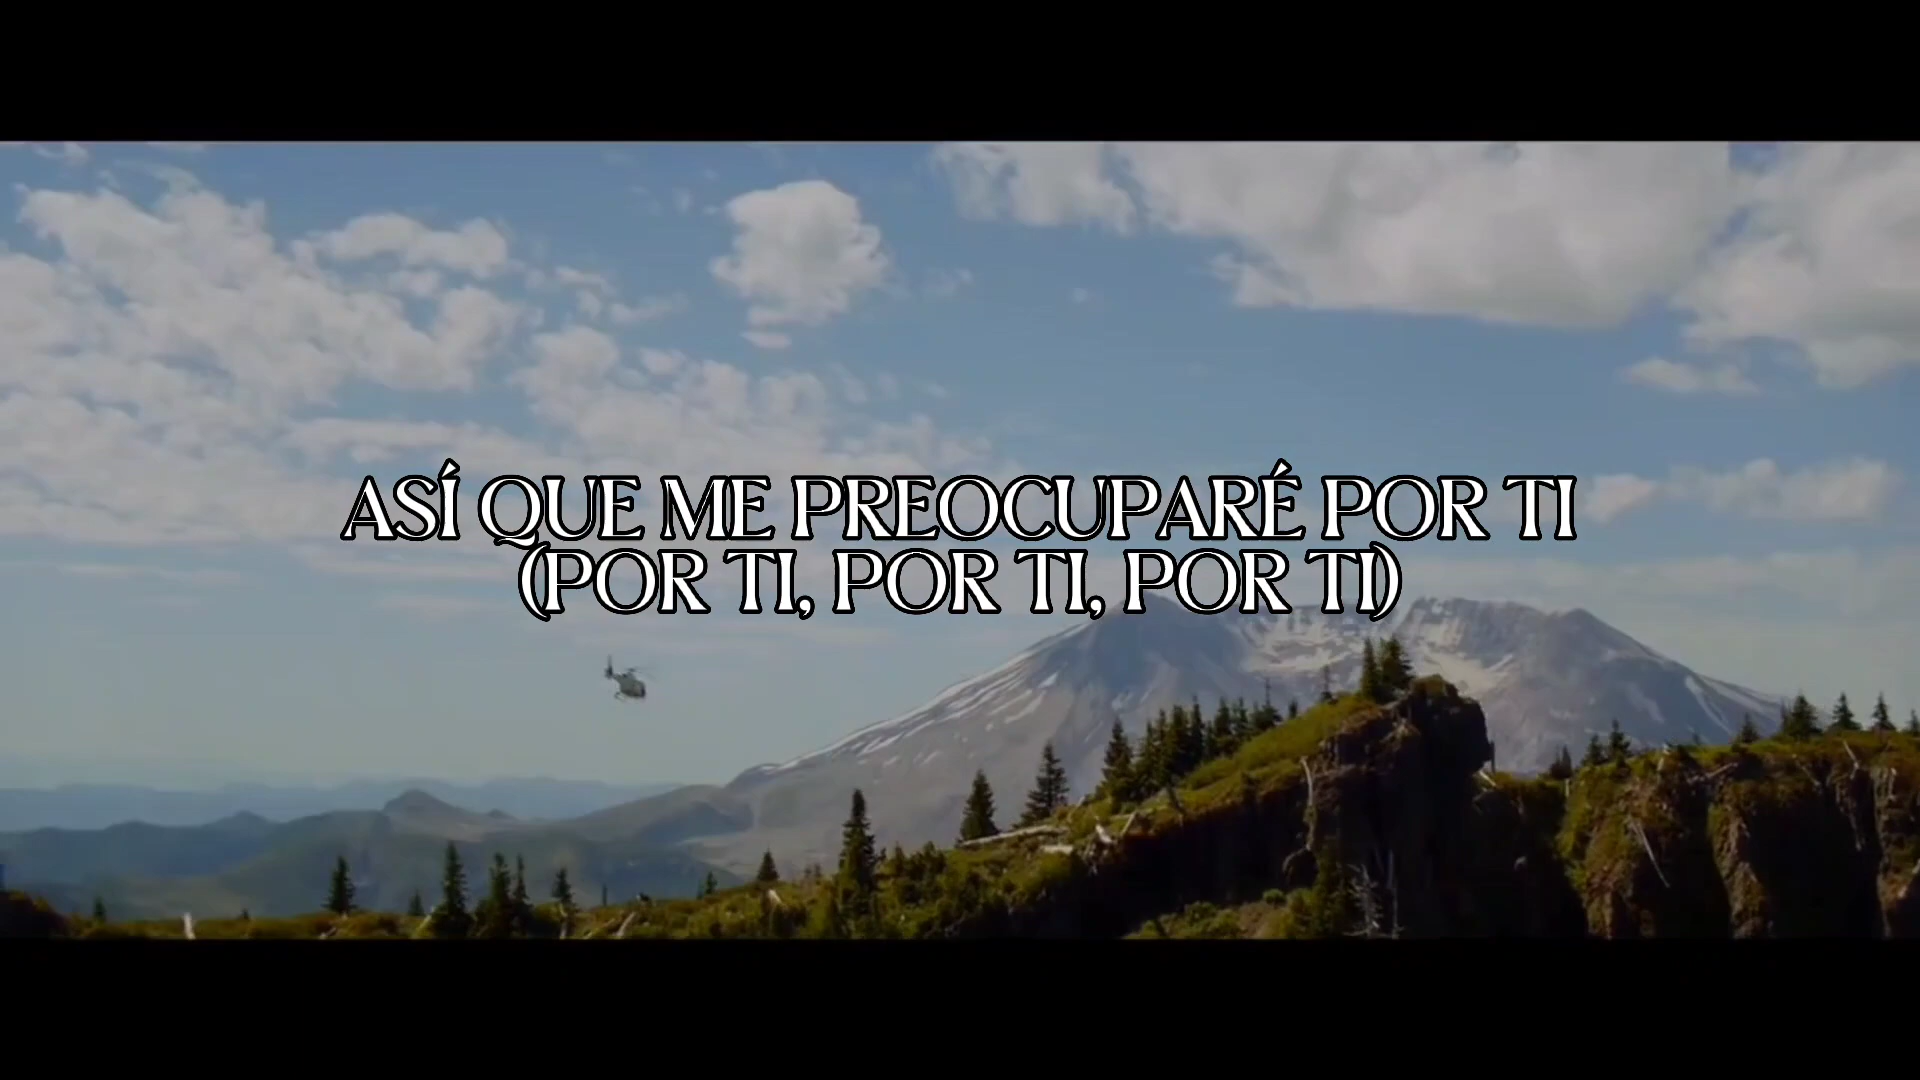 ASÍ QUE ME PREOCUPARÉ POR TI
(POR TI, POR TI, POR TI)